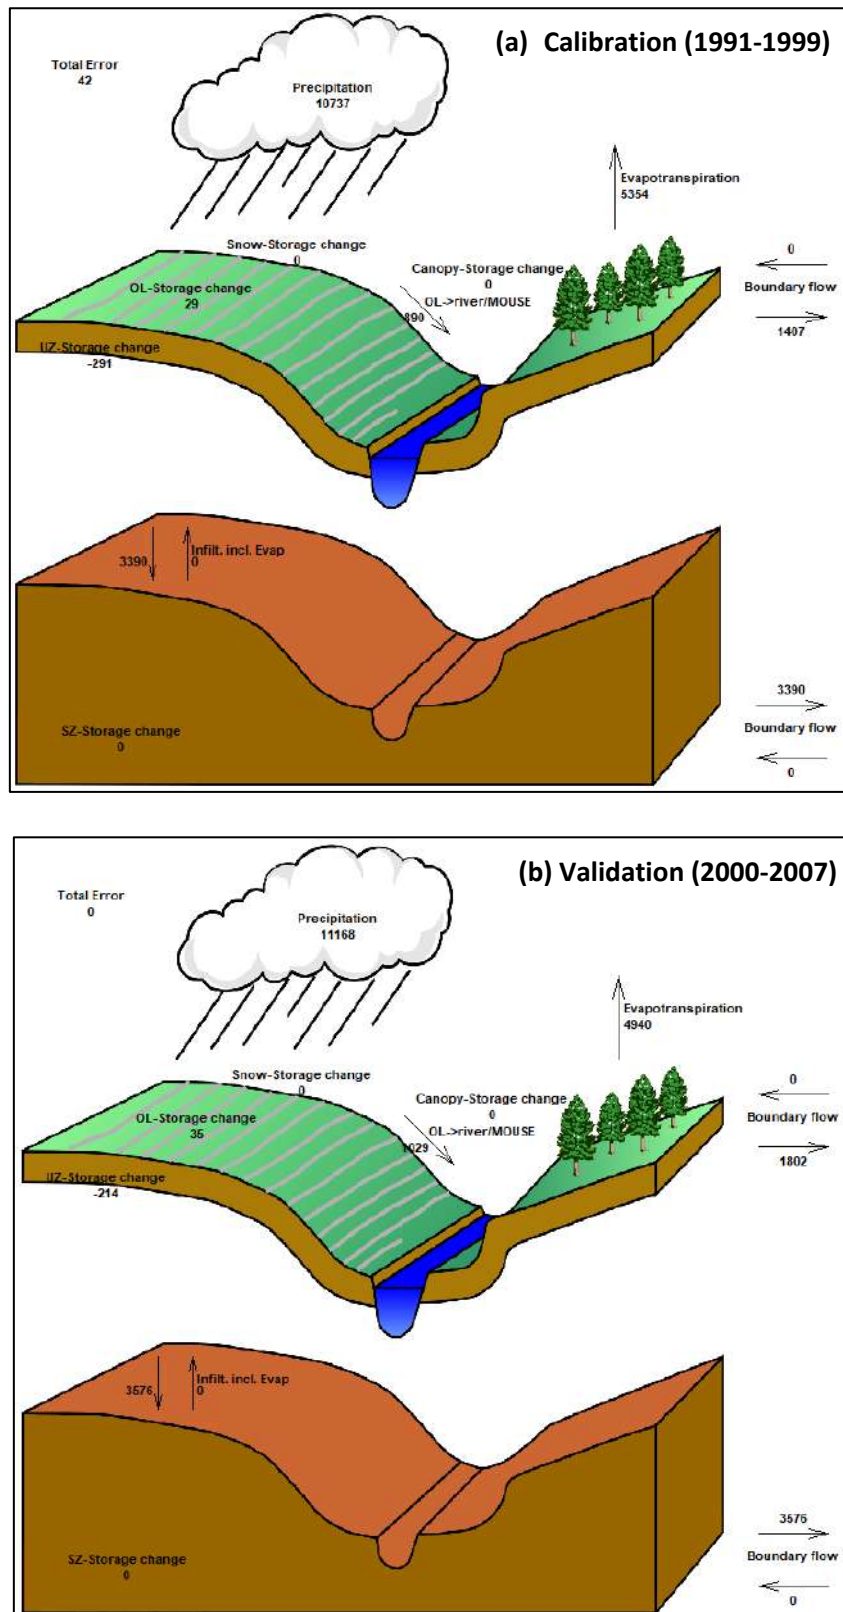 (a) Calibration (1991-1999)
Total Error
42
Precipitation
10737
Evapotranspiration
5354
Snow-Storage change
0
Canopy-Storage change
0
OL->river/MOUSE
890
OL-Storage change
29
UZ-Storage change
-291
0
Boundary flow
1407
3390
Infilt. incl. Evap
0
SZ-Storage change
0
3390
Boundary flow
0
(b) Validation (2000-2007)
Total Error
0
Precipitation
11168
Evapotranspiration
4940
Snow-Storage change
0
Canopy-Storage change
0
OL->river/MOUSE
1029
OL-Storage change
35
UZ-Storage change
-214
0
Boundary flow
1802
3576
Infilt. incl. Evap
0
SZ-Storage change
0
3576
Boundary flow
0